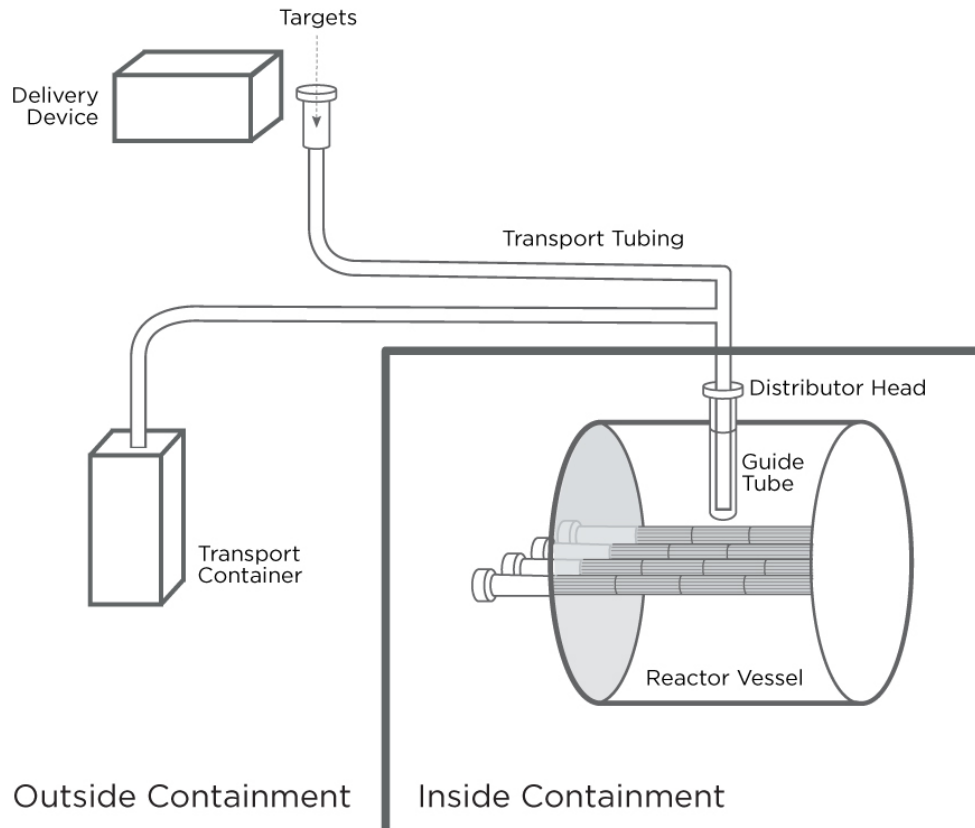 Targets
Delivery
Device
Transport Tubing
Distributor Head
Guide
Tube
Transport
Container
Reactor Vessel
Outside Containment
Inside Containment